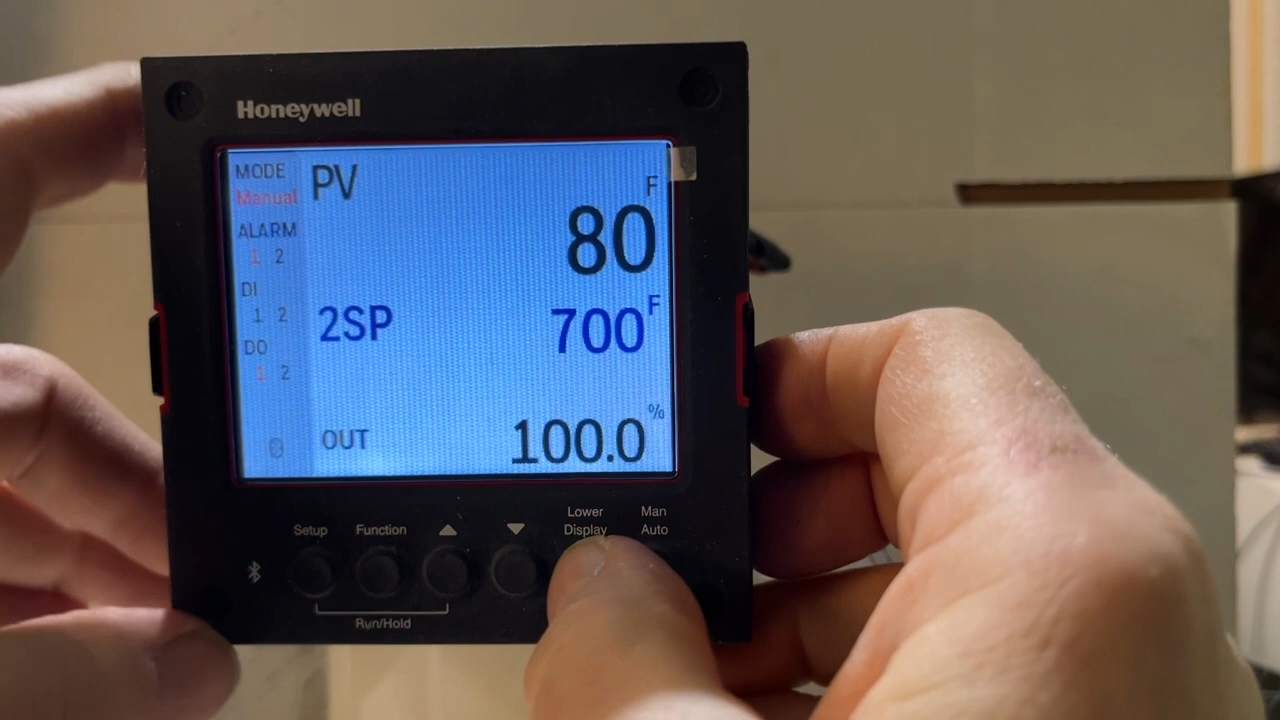 Honeywell
MODE
Manual
PV
F
80
ALARM
1 2
DI
1 2
2SP
700 F
DO
1 2
OUT
100.0 %
Setup
Function
Lower
Display
Man
Auto
Run/Hold